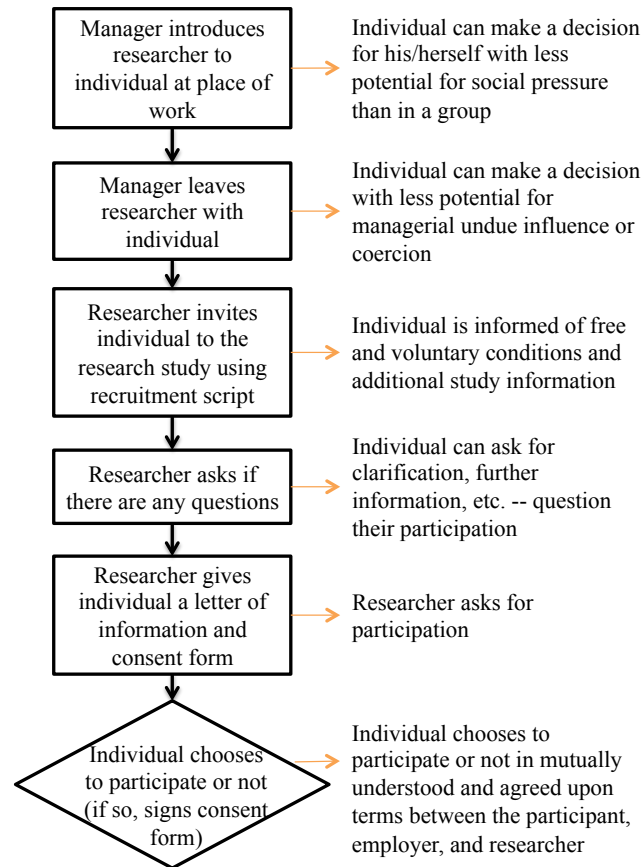 Manager introduces
researcher to
individual at place of
work
Individual can make a decision
for his/herself with less
potential for social pressure
than in a group
Manager leaves
researcher with
individual
Individual can make a decision
with less potential for
managerial undue influence or
coercion
Researcher invites
individual to the
research study using
recruitment script
Individual is informed of free
and voluntary conditions and
additional study information
Researcher asks if
there are any questions
Individual can ask for
clarification, further
information, etc. -- question
their participation
Researcher gives
individual a letter of
information and
consent form
Researcher asks for
participation
Individual chooses
to participate or not
(if so, signs consent
form)
Individual chooses to
participate or not in mutually
understood and agreed upon
terms between the participant,
employer, and researcher